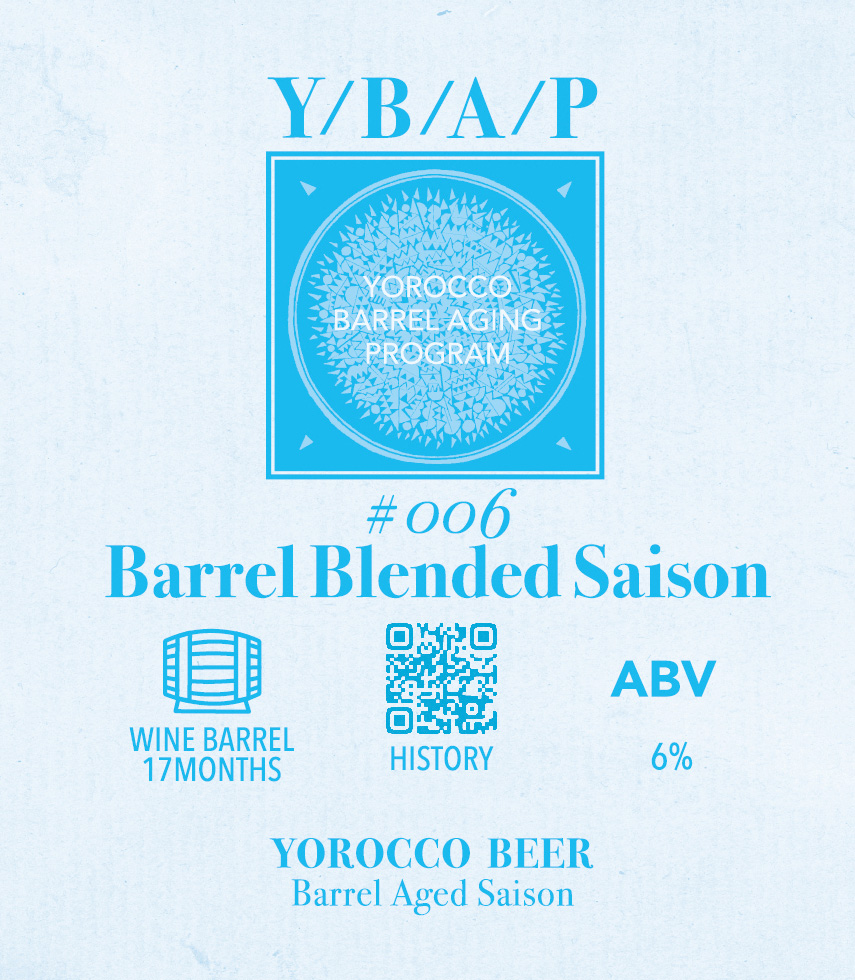 Y/B/A/P
YOROCCO
BARREL AGING
PROGRAM
#006
Barrel Blended Saison
WINE BARREL
17MONTHS
HISTORY
ABV
6%
YOROCCO BEER
Barrel Aged Saison